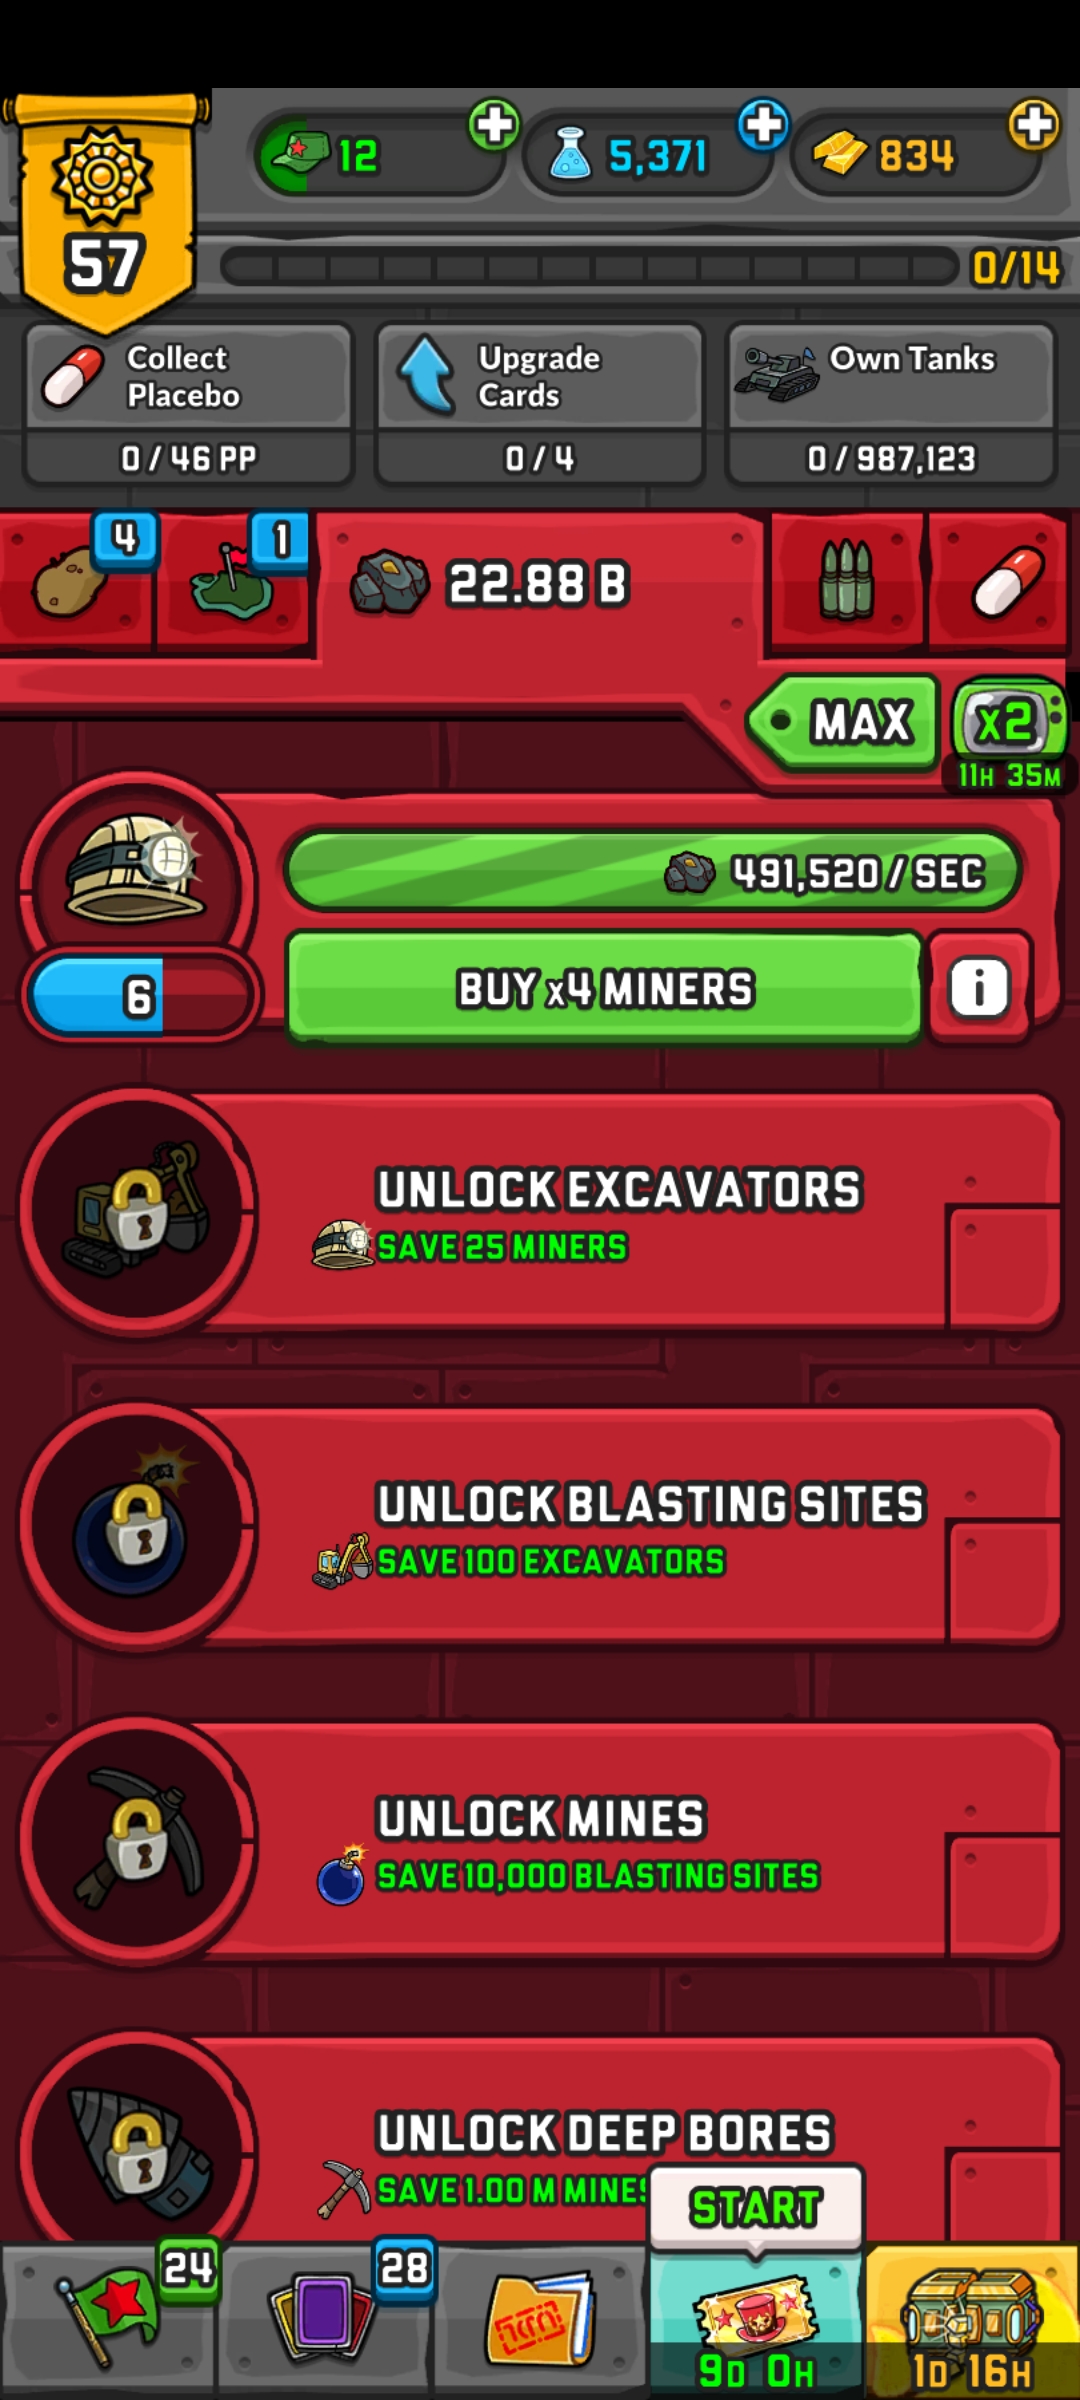 12
5,371
834
57
0/14
Collect
Placebo
Upgrade
Cards
Own Tanks
0 / 46 PP
0 / 4
0 / 987,123
4
1
22.88 B
MAX
x2
11H 35M
491,520 / SEC
6
BUY x4 MINERS
i
UNLOCK EXCAVATORS
SAVE 25 MINERS
UNLOCK BLASTING SITES
SAVE 100 EXCAVATORS
UNLOCK MINES
SAVE 10,000 BLASTING SITES
UNLOCK DEEP BORES
SAVE 1.00 M MINES
START
24
28
9D 0H
1D 16H